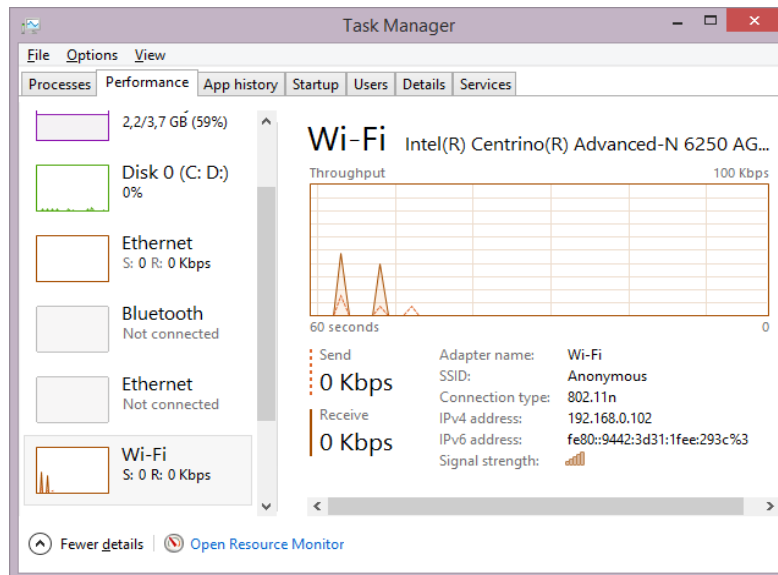 Task Manager
File Options View
Processes Performance App history Startup Users Details Services
2,2/3,7 GB (59%)
Disk 0 (C: D:)
0%
Ethernet
S: 0 R: 0 Kbps
Bluetooth
Not connected
Ethernet
Not connected
Wi-Fi
S: 0 R: 0 Kbps
Wi-Fi Intel(R) Centrino(R) Advanced-N 6250 AG...
Throughput 100 Kbps
60 seconds 0
Send
0 Kbps
Receive
0 Kbps
Adapter name: Wi-Fi
SSID: Anonymous
Connection type: 802.11n
IPv4 address: 192.168.0.102
IPv6 address: fe80::9442:3d31:1fee:293c%3
Signal strength:
Fewer details Open Resource Monitor